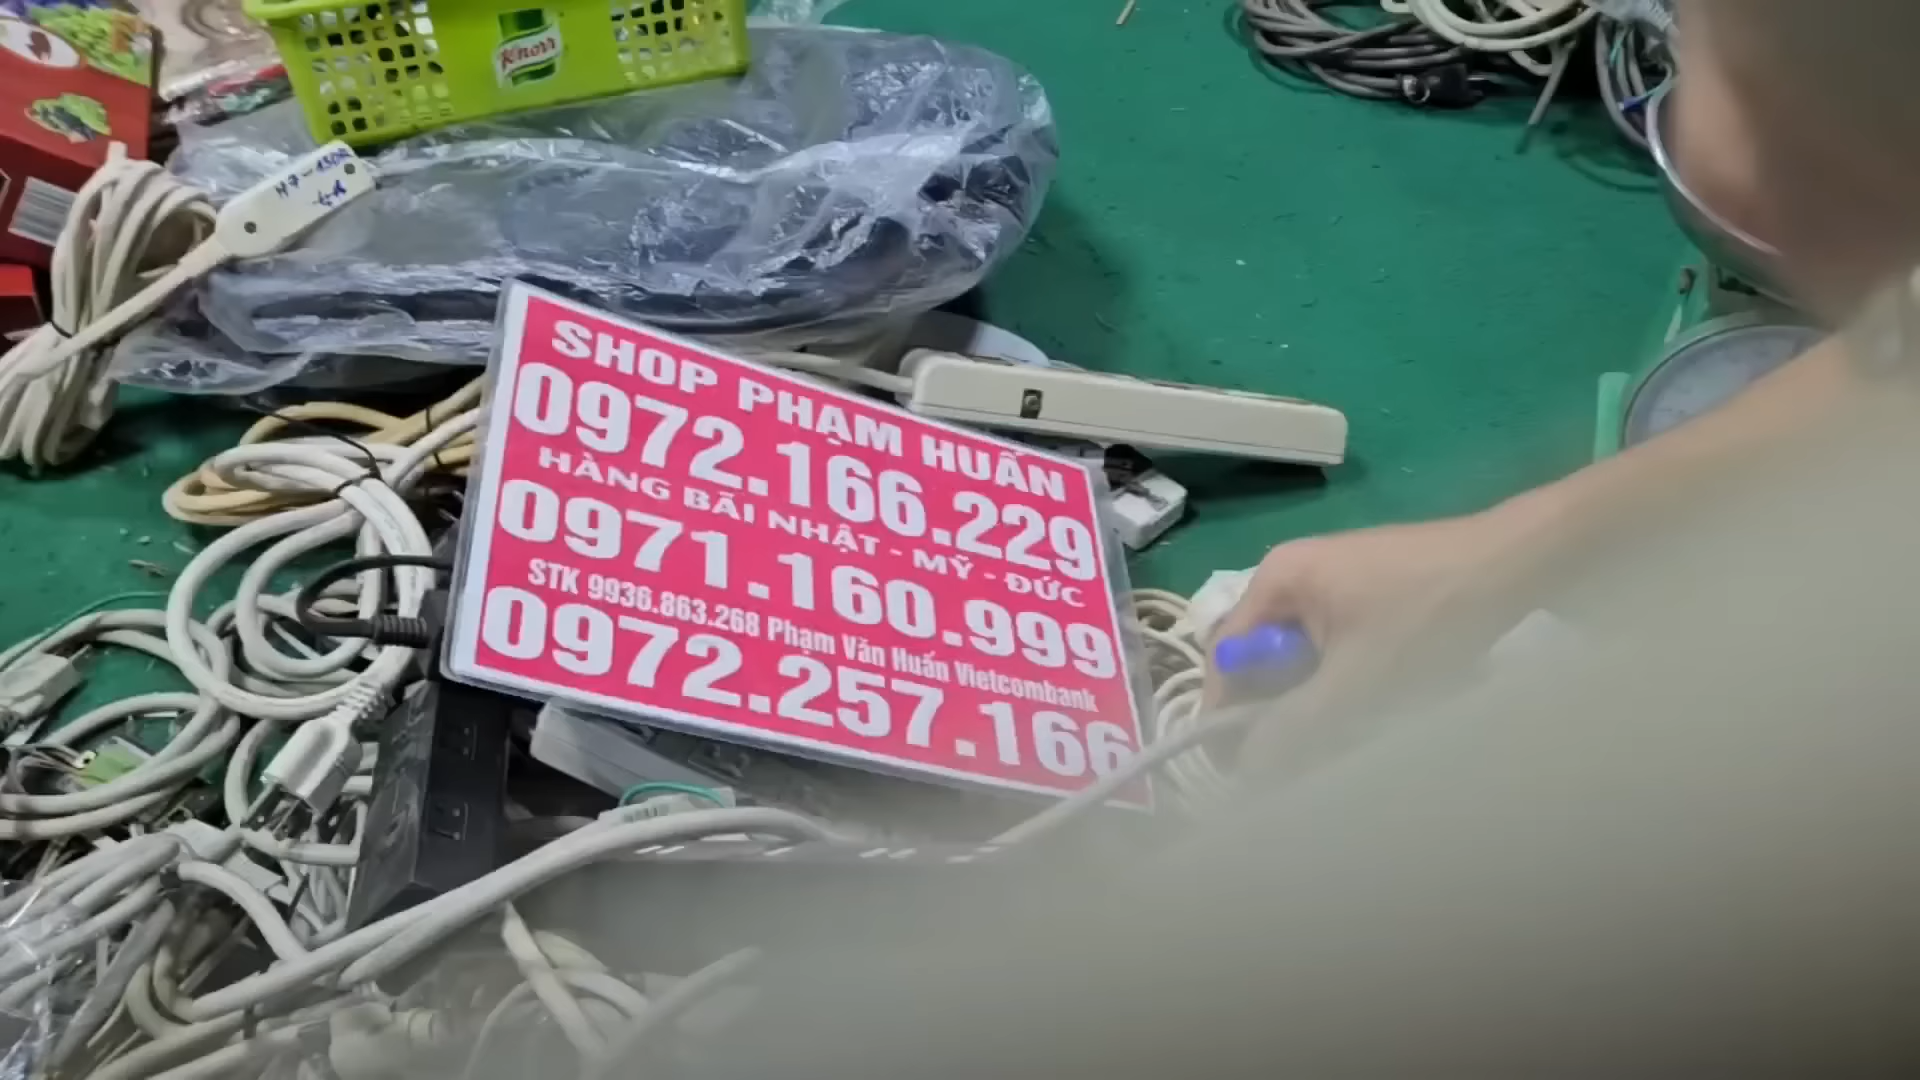 Knorr
SHOP PHẠM HUẤN
0972.166.229
HÀNG BÃI NHẬT - MỸ - ĐỨC
0971.160.999
STK 9936.863.268 Phạm Văn Huấn Vietcombank
0972.257.166